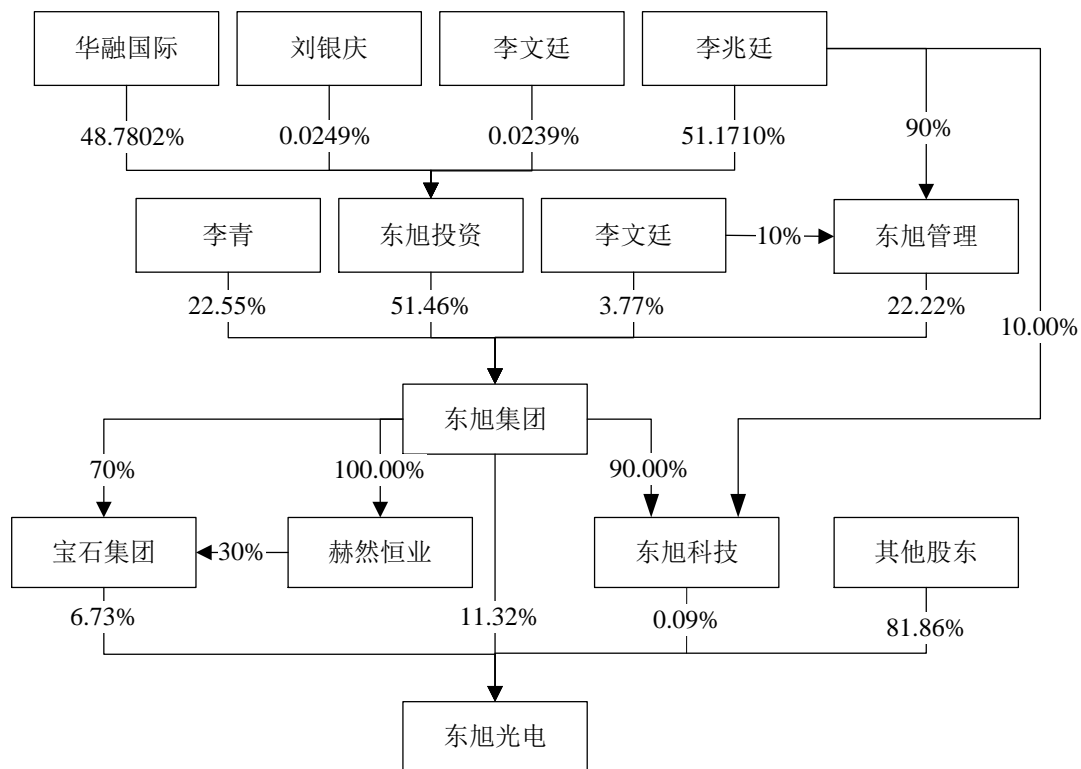 华融国际
刘银庆
李文廷
李兆廷
48.7802%
0.0249%
0.0239%
51.1710%
90%
李青
东旭投资
李文廷
10%
东旭管理
22.55%
51.46%
3.77%
22.22%
10.00%
东旭集团
70%
100.00%
90.00%
宝石集团
30%
赫然恒业
东旭科技
其他股东
6.73%
11.32%
0.09%
81.86%
东旭光电